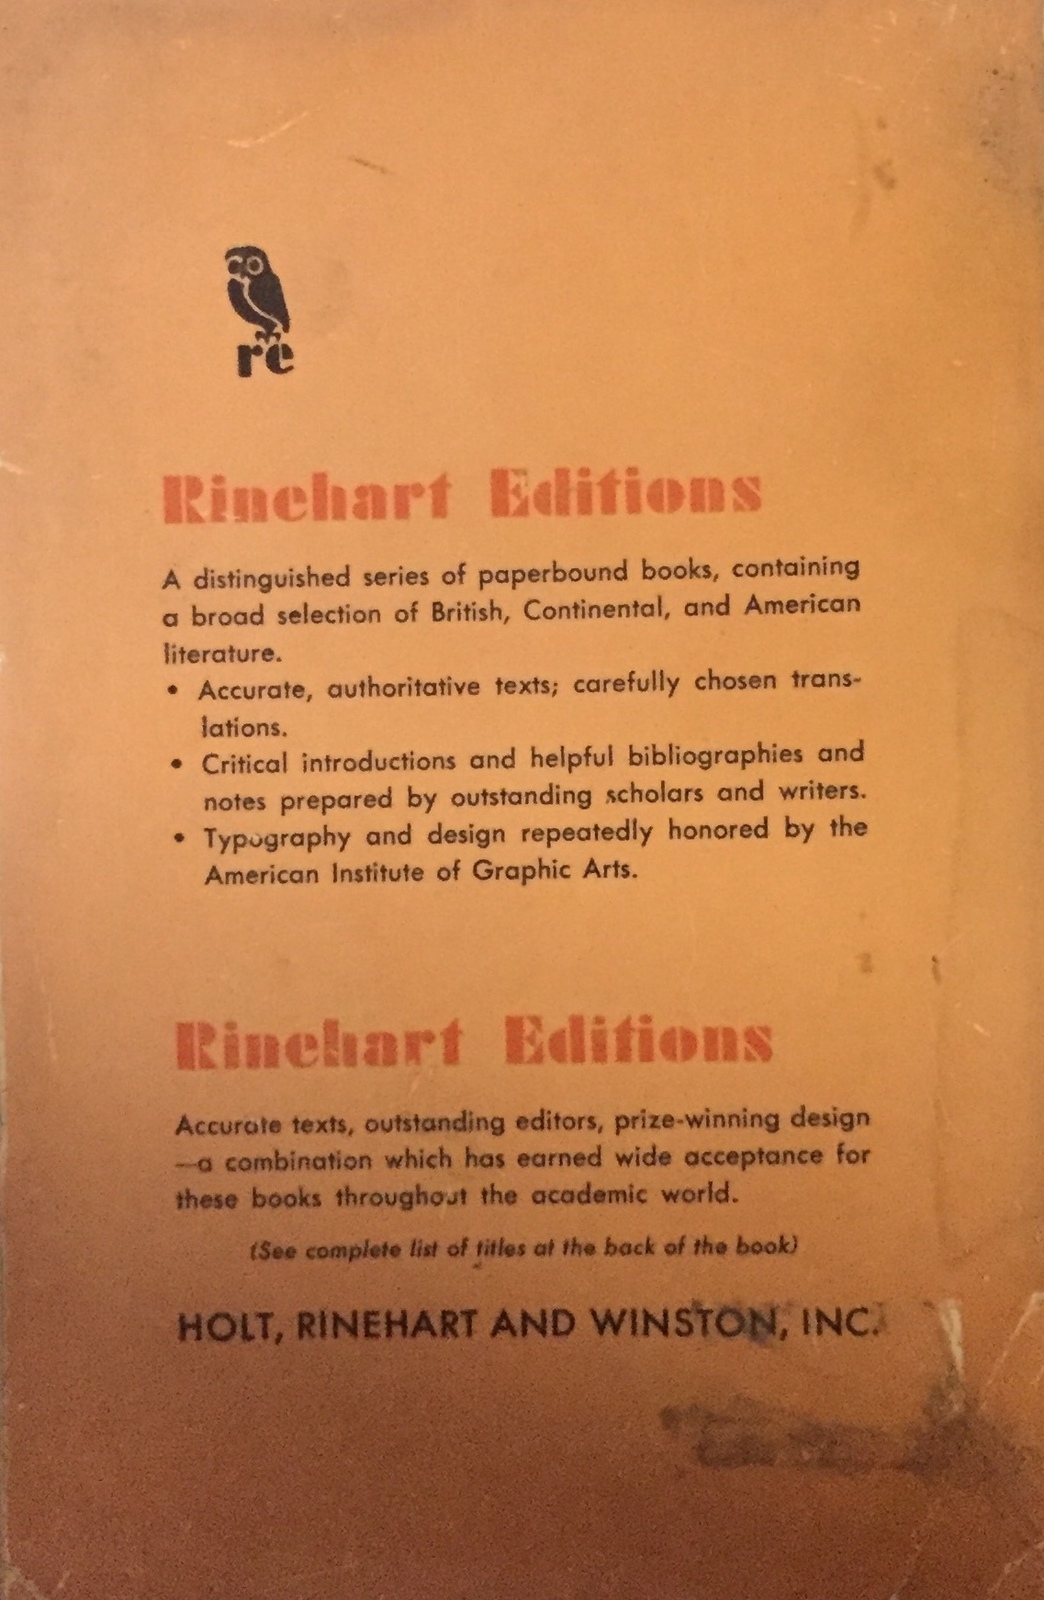 re
Rinehart Editions
A distinguished series of paperbound books, containing
a broad selection of British, Continental, and American
literature.
• Accurate, authoritative texts; carefully chosen trans-
lations.
• Critical introductions and helpful bibliographies and
notes prepared by outstanding scholars and writers.
• Typography and design repeatedly honored by the
American Institute of Graphic Arts.
Rinehart Editions
Accurate texts, outstanding editors, prize-winning design
—a combination which has earned wide acceptance for
these books throughout the academic world.
(See complete list of titles at the back of the book)
HOLT, RINEHART AND WINSTON, INC.